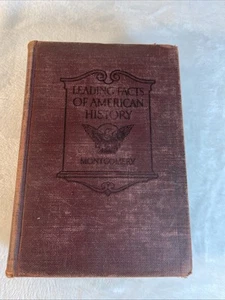 LEADING FACTS
OF AMERICAN
HISTORY
MONTGOMERY